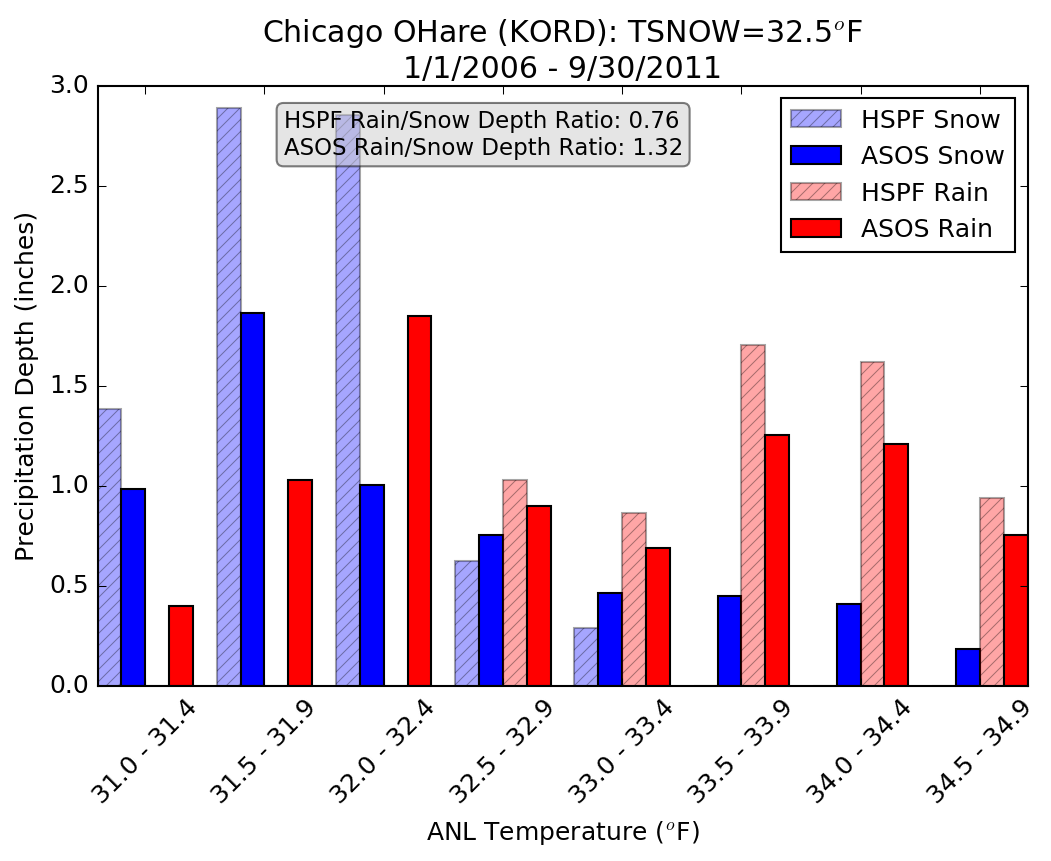 Chicago OHare (KORD): TSNOW=32.5°F
1/1/2006 - 9/30/2011
HSPF Rain/Snow Depth Ratio: 0.76
ASOS Rain/Snow Depth Ratio: 1.32
HSPF Snow
ASOS Snow
HSPF Rain
ASOS Rain
Precipitation Depth (inches)
3.0
2.5
2.0
1.5
1.0
0.5
0.0
31.0 - 31.4
31.5 - 31.9
32.0 - 32.4
32.5 - 32.9
33.0 - 33.4
33.5 - 33.9
34.0 - 34.4
34.5 - 34.9
ANL Temperature (°F)